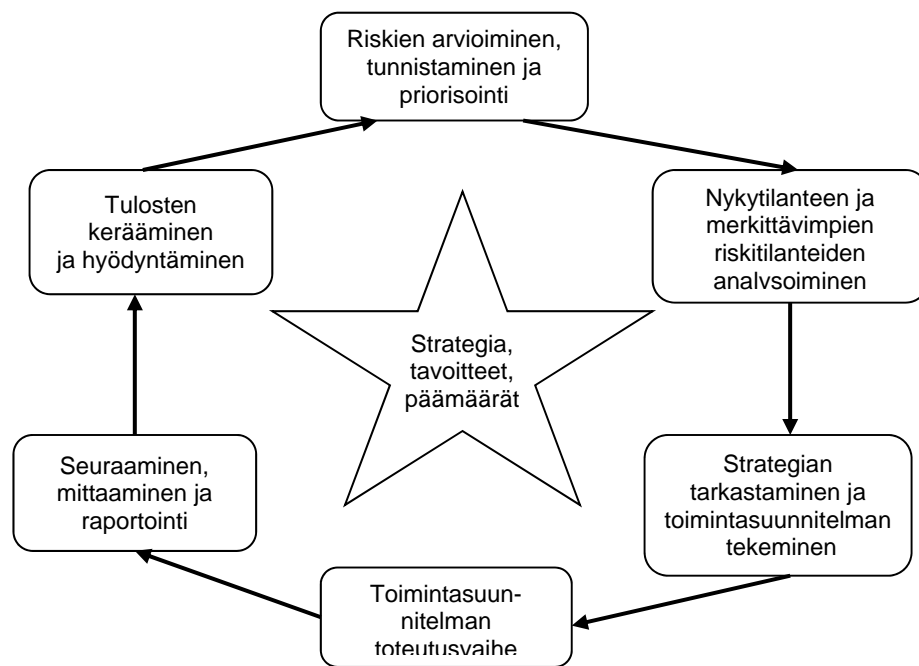 Riskien arvioiminen,
tunnistaminen ja
priorisointi
Nykytilanteen ja
merkittävimpien
riskitilanteiden
analysoiminen
Strategian
tarkastaminen ja
toimintasuunnitelman
tekeminen
Toimintasuun-
nitelman
toteutusvaihe
Seuraaminen,
mittaaminen ja
raportointi
Tulosten
kerääminen
ja hyödyntäminen
Strategia,
tavoitteet,
päämäärät